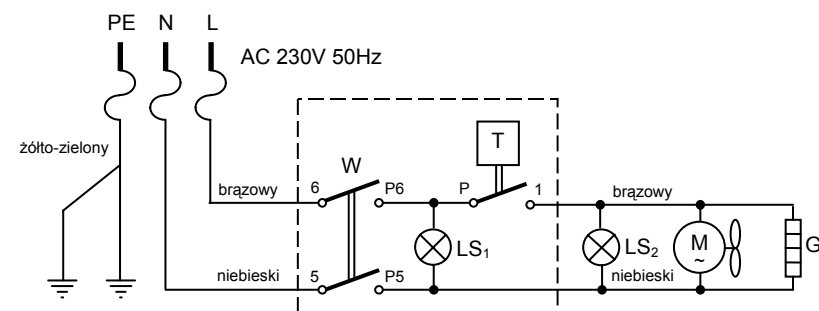 PE N L
AC 230V 50Hz
żółto-zielony
T
W
brązowy 6 P6 P 1 brązowy
LS₁ LS₂ M ~ G
niebieski 5 P5 niebieski